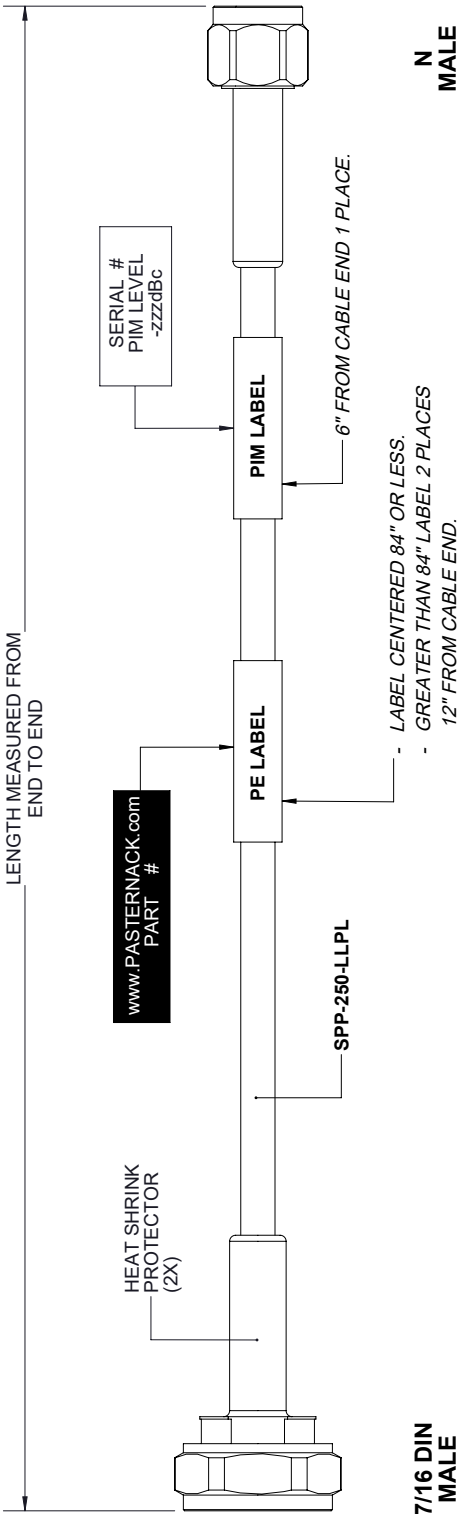 LENGTH MEASURED FROM
END TO END
HEAT SHRINK
PROTECTOR
(2X)
www.PASTERNACK.com
PART #
SERIAL #
PIM LEVEL
-zzzdBc
PE LABEL
PIM LABEL
SPP-250-LLPL
6" FROM CABLE END 1 PLACE.
- LABEL CENTERED 84" OR LESS.
- GREATER THAN 84" LABEL 2 PLACES
12" FROM CABLE END.
7/16 DIN
MALE
N
MALE